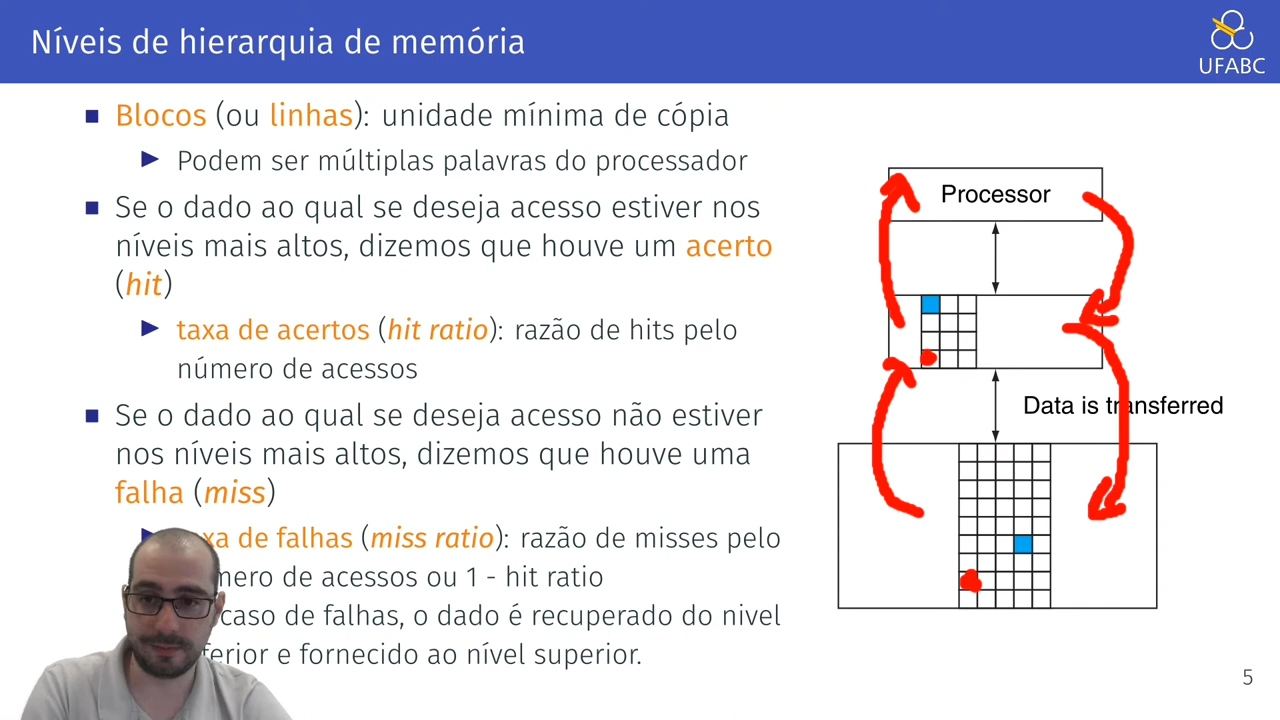 Níveis de hierarquia de memória
UFABC
Blocos (ou linhas): unidade mínima de cópia
Podem ser múltiplas palavras do processador
Se o dado ao qual se deseja acesso estiver nos
níveis mais altos, dizemos que houve um acerto
(hit)
taxa de acertos (hit ratio): razão de hits pelo
número de acessos
Se o dado ao qual se deseja acesso não estiver
nos níveis mais altos, dizemos que houve uma
falha (miss)
de falhas (miss ratio): razão de misses pelo
de acessos ou 1 - hit ratio
caso de falhas, o dado é recuperado do nivel
e fornecido ao nível superior.
Processor
Data is transferred
5